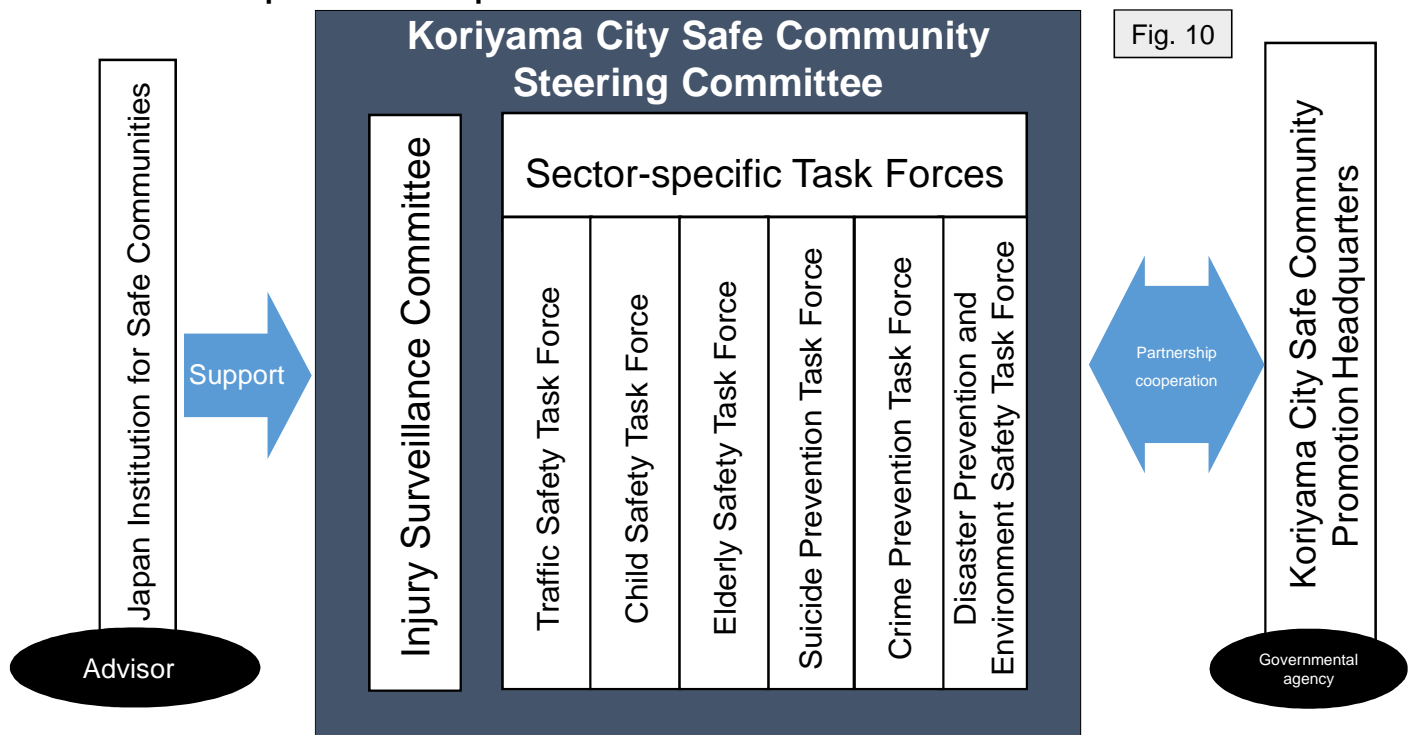 Koriyama City Safe Community
Steering Committee
Fig. 10
Japan Institution for Safe Communities
Advisor
Support
Injury Surveillance Committee
Sector-specific Task Forces
Traffic Safety Task Force
Child Safety Task Force
Elderly Safety Task Force
Suicide Prevention Task Force
Crime Prevention Task Force
Disaster Prevention and
Environment Safety Task Force
Partnership
cooperation
Koriyama City Safe Community
Promotion Headquarters
Governmental
agency